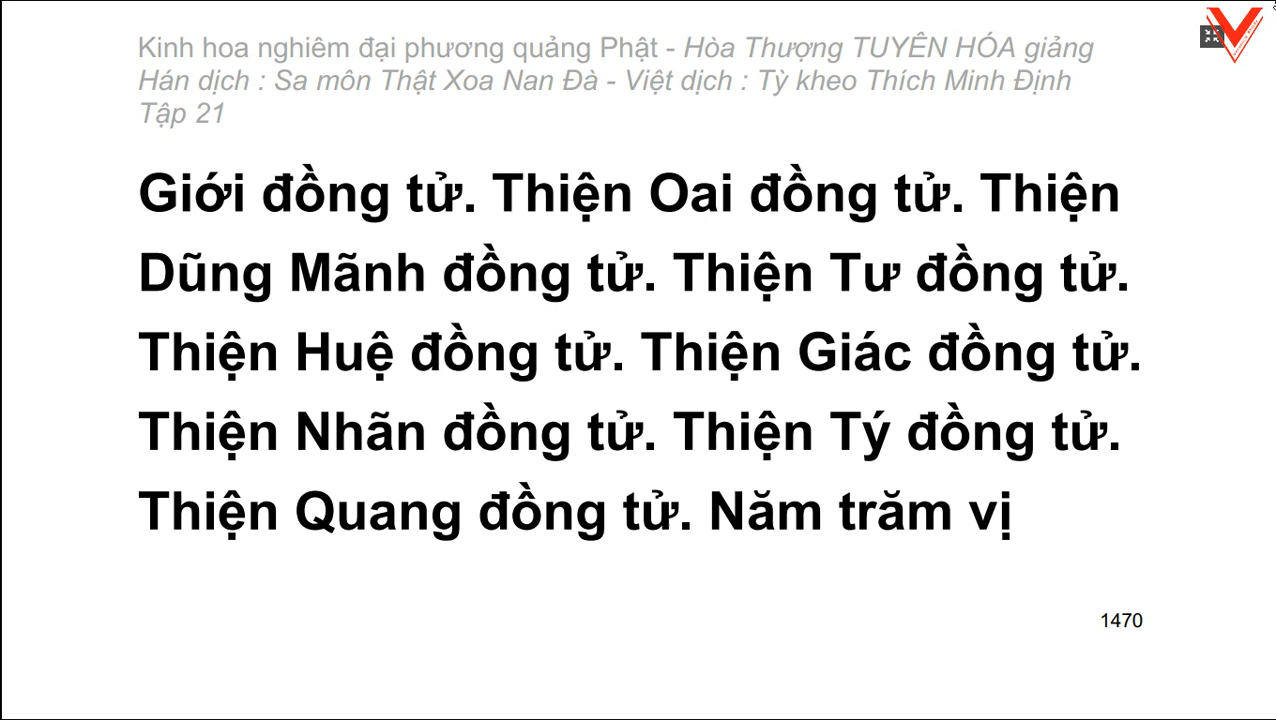 Kinh hoa nghiêm đại phương quảng Phật - Hòa Thượng TUYÊN HÓA giảng
Hán dịch : Sa môn Thật Xoa Nan Đà - Việt dịch : Tỳ kheo Thích Minh Định
Tập 21
Giới đồng tử. Thiện Oai đồng tử. Thiện
Dũng Mãnh đồng tử. Thiện Tư đồng tử.
Thiện Huệ đồng tử. Thiện Giác đồng tử.
Thiện Nhãn đồng tử. Thiện Tý đồng tử.
Thiện Quang đồng tử. Năm trăm vị
1470